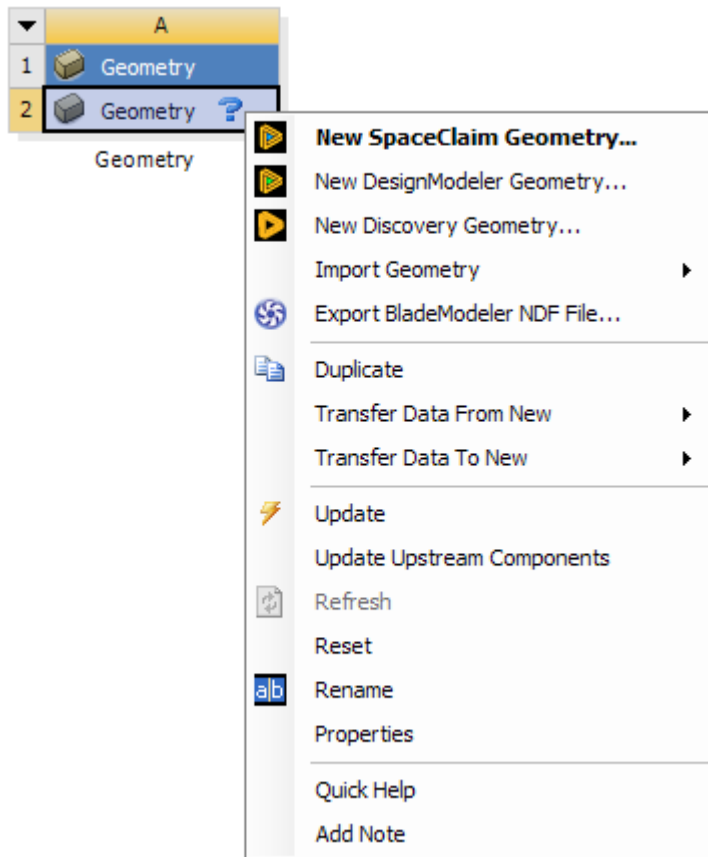 A
1 Geometry
2 Geometry ?
Geometry
New SpaceClaim Geometry...
New DesignModeler Geometry...
New Discovery Geometry...
Import Geometry
Export BladeModeler NDF File...
Duplicate
Transfer Data From New
Transfer Data To New
Update
Update Upstream Components
Refresh
Reset
a|b Rename
Properties
Quick Help
Add Note